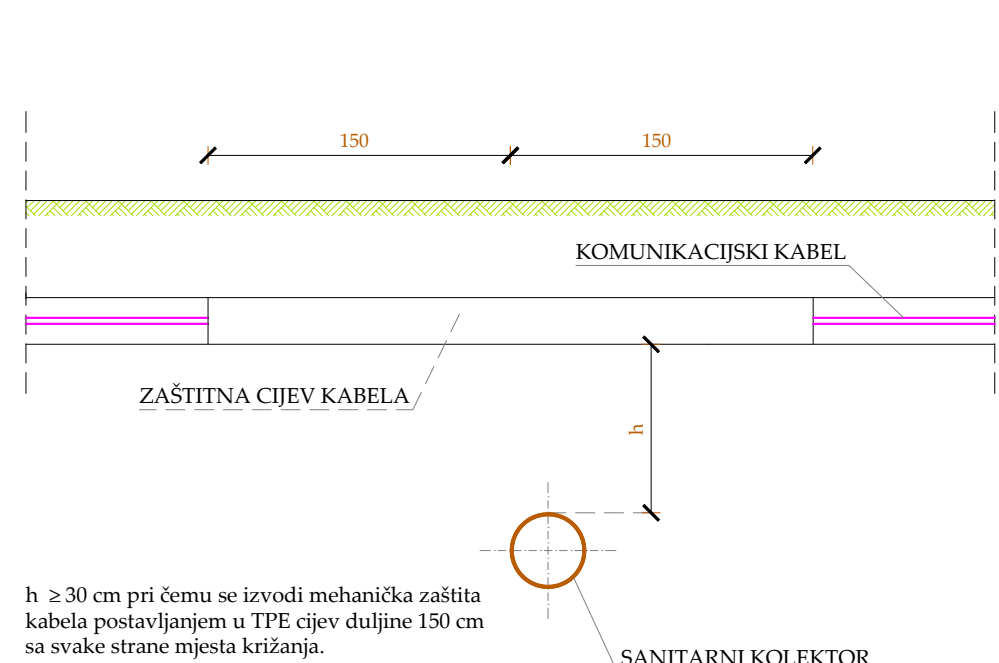 150
150
KOMUNIKACIJSKI KABEL
ZAŠTITNA CIJEV KABELA
h
h ≥ 30 cm pri čemu se izvodi mehanička zaštita
kabela postavljanjem u TPE cijev duljine 150 cm
sa svake strane mjesta križanja.
SANITARNI KOLEKTOR